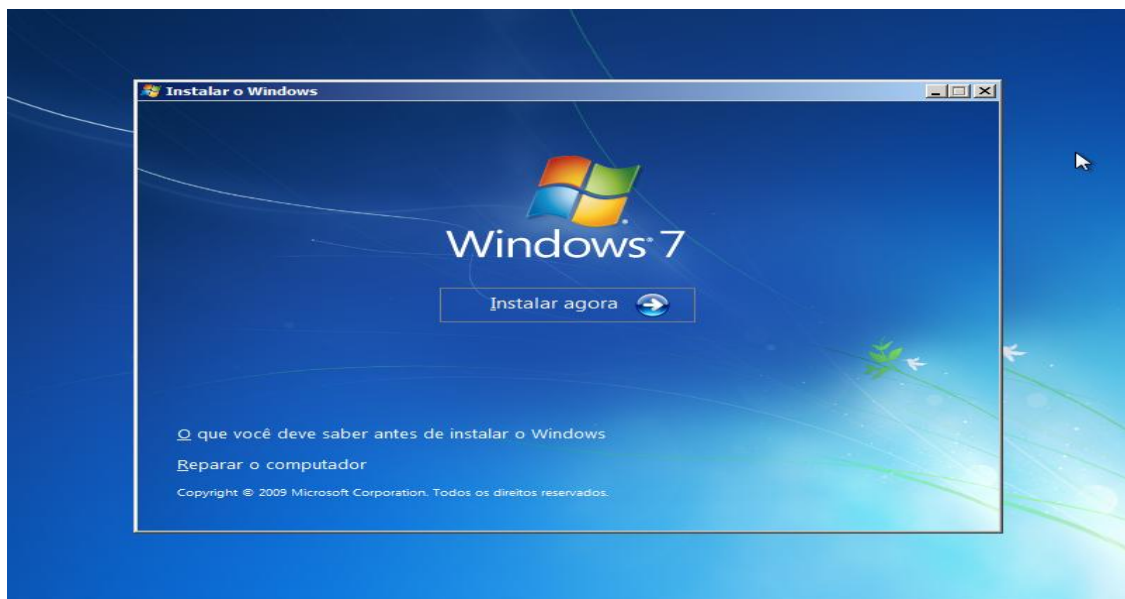 Instalar o Windows
Windows® 7
Instalar agora
O que você deve saber antes de instalar o Windows
Reparar o computador
Copyright © 2009 Microsoft Corporation. Todos os direitos reservados.